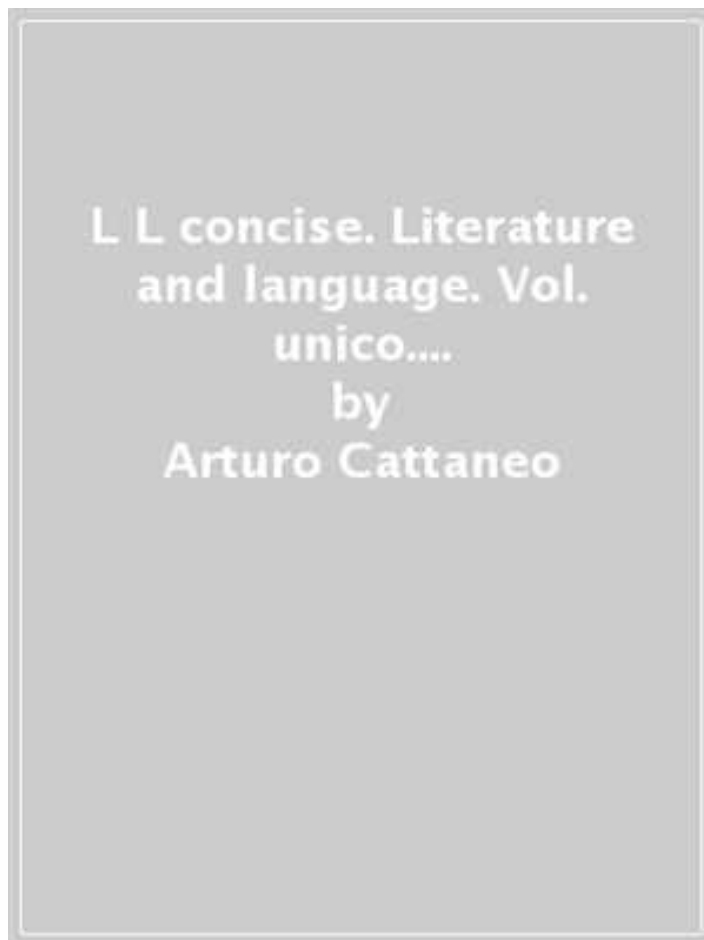 L L concise. Literature
and language. Vol.
unico....
by
Arturo Cattaneo